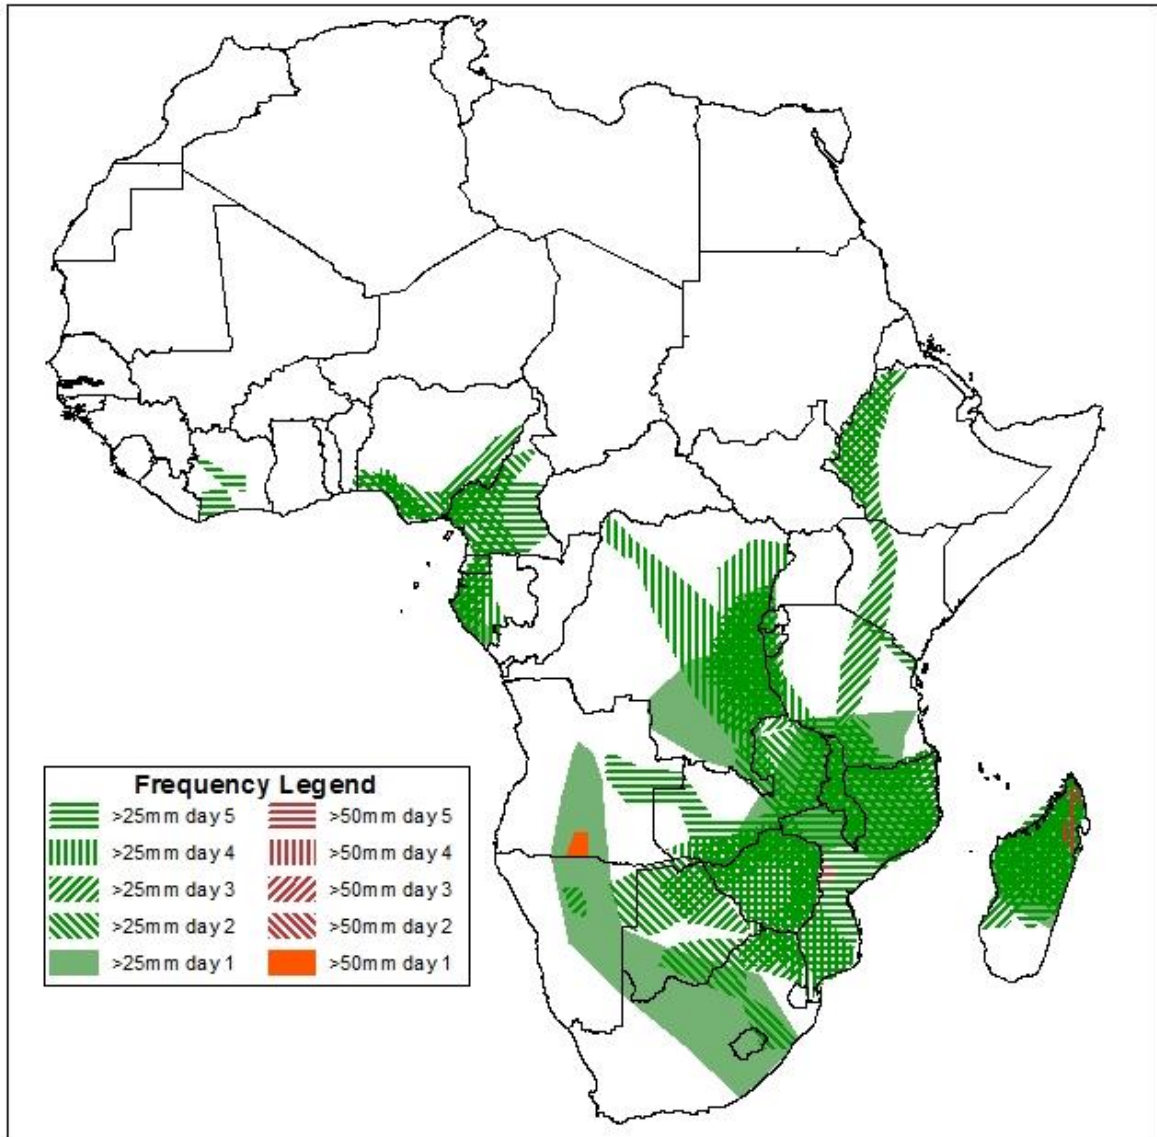 Frequency Legend
>25mm day 5 >50mm day 5
>25mm day 4 >50mm day 4
>25mm day 3 >50mm day 3
>25mm day 2 >50mm day 2
>25mm day 1 >50mm day 1